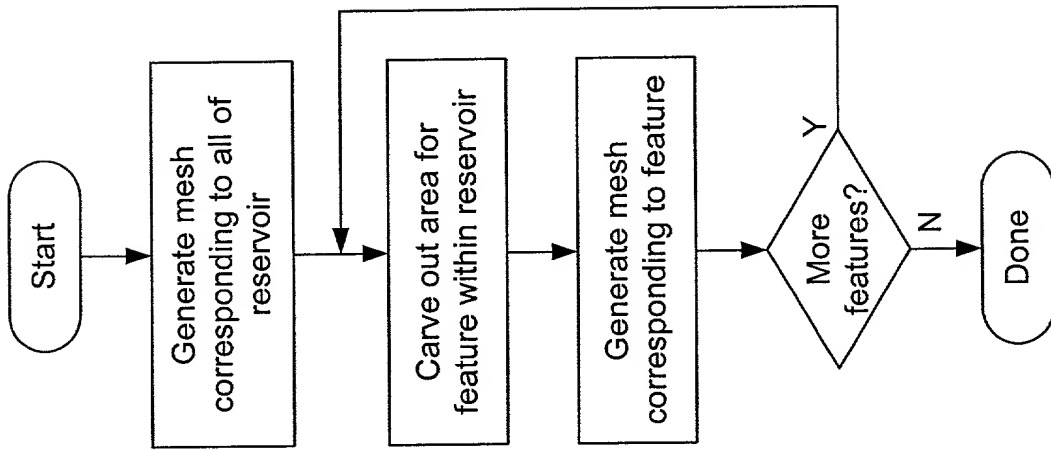 Start
Generate mesh
corresponding to all of
reservoir
Carve out area for
feature within reservoir
Generate mesh
corresponding to feature
More
features?
Y
N
Done